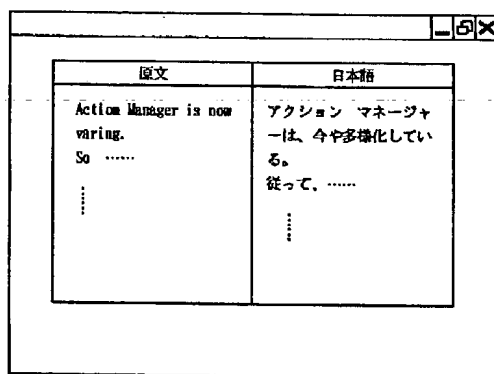 原文
日本語
Action Manager is now
varing.
So ……
アクション マネージャ
ーは、今や多様化してい
る。
従って、……